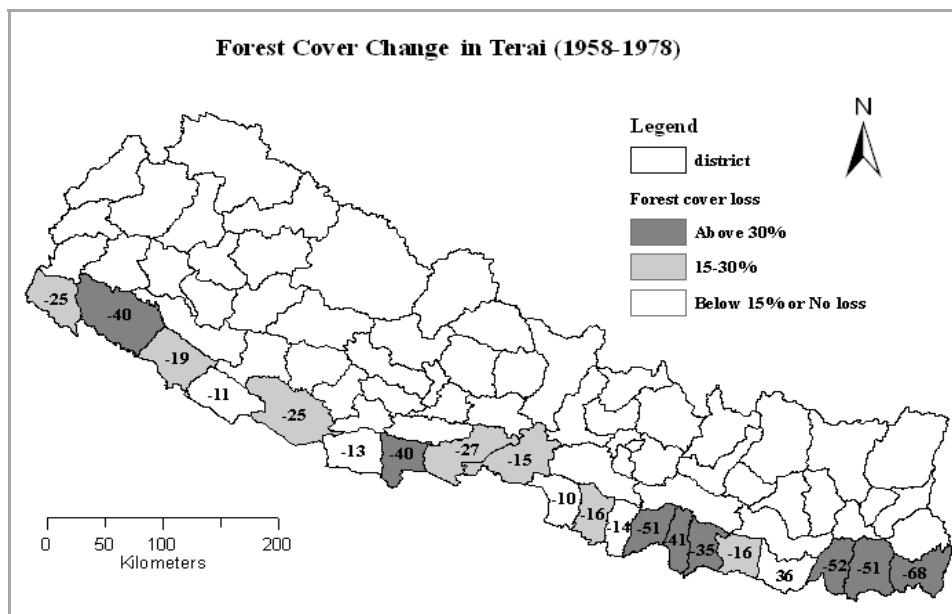 Forest Cover Change in Terai (1958-1978)
N
Legend
district
Forest cover loss
Above 30%
15-30%
Below 15% or No loss
-25
-40
-19
-11
-25
-13
-40
-27
-15
-10
-16
-14
-51
-41
-35
-16
36
-52
-51
-68
0 50 100 200
Kilometers